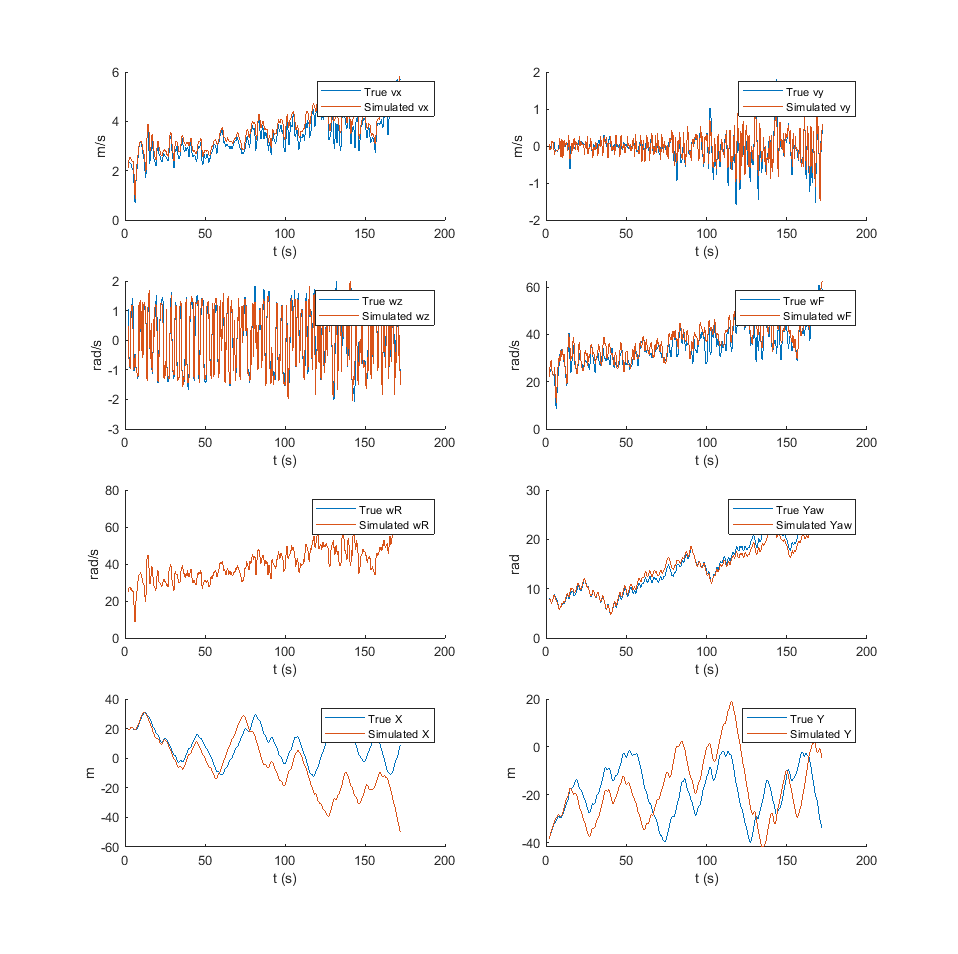 6
4
2
0
m/s
0
50
100
150
200
t (s)
True vx
Simulated vx
2
1
0
-1
-2
m/s
0
50
100
150
200
t (s)
True vy
Simulated vy
2
1
0
-1
-2
-3
rad/s
0
50
100
150
200
t (s)
True wz
Simulated wz
60
40
20
0
rad/s
0
50
100
150
200
t (s)
True wF
Simulated wF
80
60
40
20
0
rad/s
0
50
100
150
200
t (s)
True wR
Simulated wR
30
20
10
0
rad
0
50
100
150
200
t (s)
True Yaw
Simulated Yaw
40
20
0
-20
-40
-60
m
0
50
100
150
200
t (s)
True X
Simulated X
20
0
-20
-40
m
0
50
100
150
200
t (s)
True Y
Simulated Y